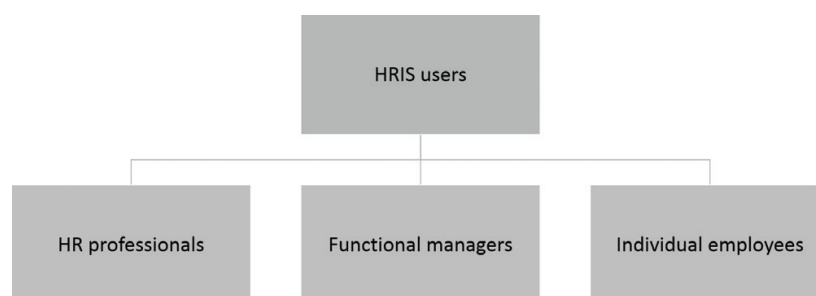 HRIS users
HR professionals
Functional managers
Individual employees